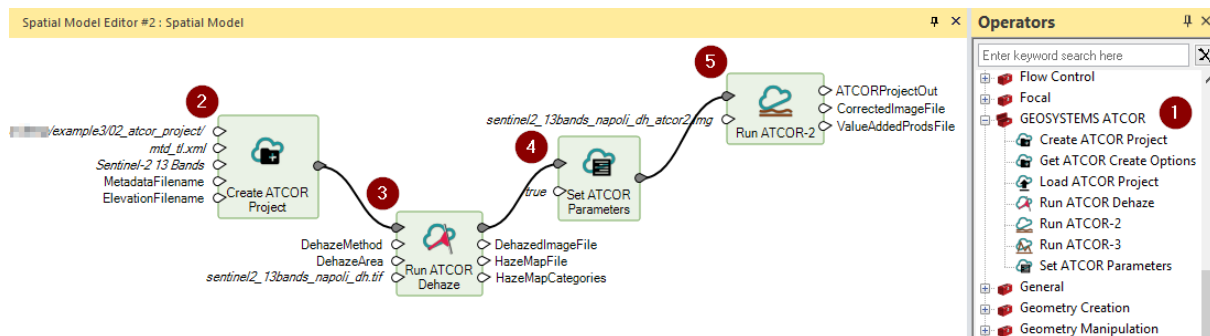 Spatial Model Editor #2 : Spatial Model
Operators
Enter keyword search here
Flow Control
Focal
GEOSYSTEMS ATCOR
1
Create ATCOR Project
Get ATCOR Create Options
Load ATCOR Project
Run ATCOR Dehaze
Run ATCOR-2
Run ATCOR-3
Set ATCOR Parameters
General
Geometry Creation
Geometry Manipulation
2
/example3/02_atcor_project/
mtd_tl.xml
Sentinel-2 13 Bands
MetadataFilename
ElevationFilename
Create ATCOR
Project
3
DehazeMethod
DehazeArea
sentinel2_13bands_napoli_dh.tif
Run ATCOR
Dehaze
DehazedImageFile
HazeMapFile
HazeMapCategories
4
true
Set ATCOR
Parameters
5
sentinel2_13bands_napoli_dh_atcor2.img
Run ATCOR-2
ATCORProjectOut
CorrectedImageFile
ValueAddedProdsFile